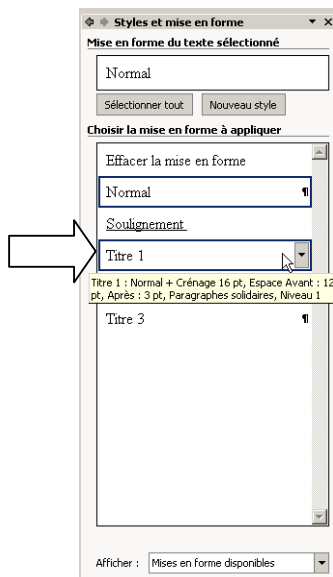 Styles et mise en forme
Mise en forme du texte sélectionné
Normal
Sélectionner tout Nouveau style
Choisir la mise en forme à appliquer
Effacer la mise en forme
Normal ¶
Soulignement
Titre 1
Titre 1 : Normal + Crénage 16 pt, Espace Avant : 12
pt, Après : 3 pt, Paragraphes solidaires, Niveau 1
Titre 3 ¶
Afficher : Mises en forme disponibles